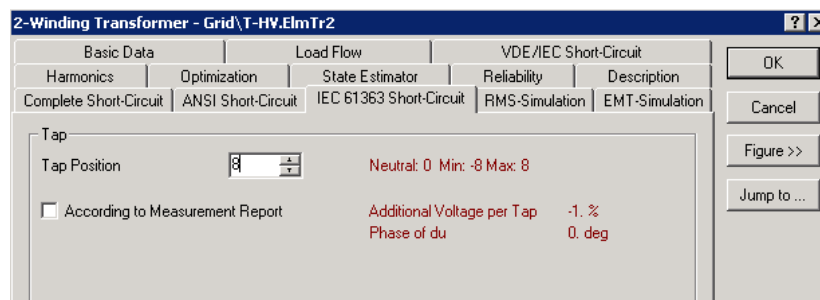 2-Winding Transformer - Grid\T-HV.ElmTr2
Basic Data Load Flow VDE/IEC Short-Circuit
Harmonics Optimization State Estimator Reliability Description
Complete Short-Circuit ANSI Short-Circuit IEC 61363 Short-Circuit RMS-Simulation EMT-Simulation
OK
Cancel
Figure >>
Jump to ...
Tap
Tap Position 8 Neutral: 0 Min: -8 Max: 8
According to Measurement Report Additional Voltage per Tap -1. %
Phase of du 0. deg